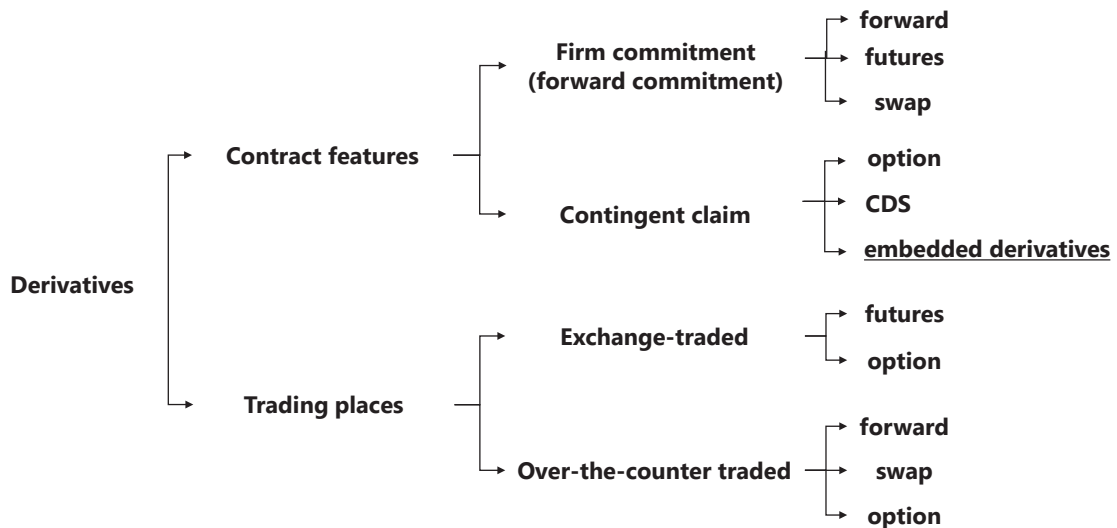 Derivatives
Contract features
Firm commitment
(forward commitment)
forward
futures
swap
Contingent claim
option
CDS
embedded derivatives
Trading places
Exchange-traded
futures
option
Over-the-counter traded
forward
swap
option